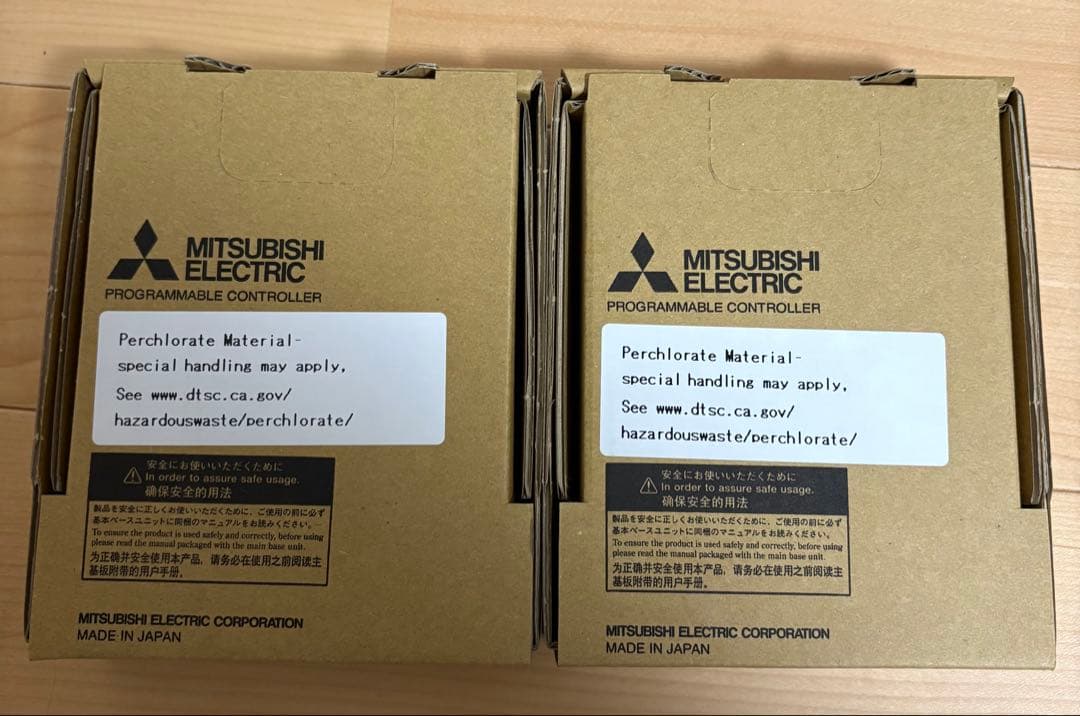 MITSUBISHI
ELECTRIC
PROGRAMMABLE CONTROLLER
Perchlorate Material-
special handling may apply,
See www.dtsc.ca.gov/
hazardouswaste/perchlorate/
安全にお使いいただくために
In order to assure safe usage.
确保安全的用法
製品を安全に正しくお使いいただくために、ご使用の前に必ず
基本ベースユニットに同梱のマニュアルをお読みください。
To ensure the product is used safely and correctly, before using
please read the manual packaged with the main base unit.
为正确并安全使用本产品，请务必在使用之前阅读主
基板附带的用户手册。
MITSUBISHI ELECTRIC CORPORATION
MADE IN JAPAN
MITSUBISHI
ELECTRIC
PROGRAMMABLE CONTROLLER
Perchlorate Material-
special handling may apply,
See www.dtsc.ca.gov/
hazardouswaste/perchlorate/
安全にお使いいただくために
In order to assure safe usage.
确保安全的用法
製品を安全に正しくお使いいただくために、ご使用の前に必ず
基本ベースユニットに同梱のマニュアルをお読みください。
To ensure the product is used safely and correctly, before using
please read the manual packaged with the main base unit.
为正确并安全使用本产品，请务必在使用之前阅读主
基板附带的用户手册。
MITSUBISHI ELECTRIC CORPORATION
MADE IN JAPAN